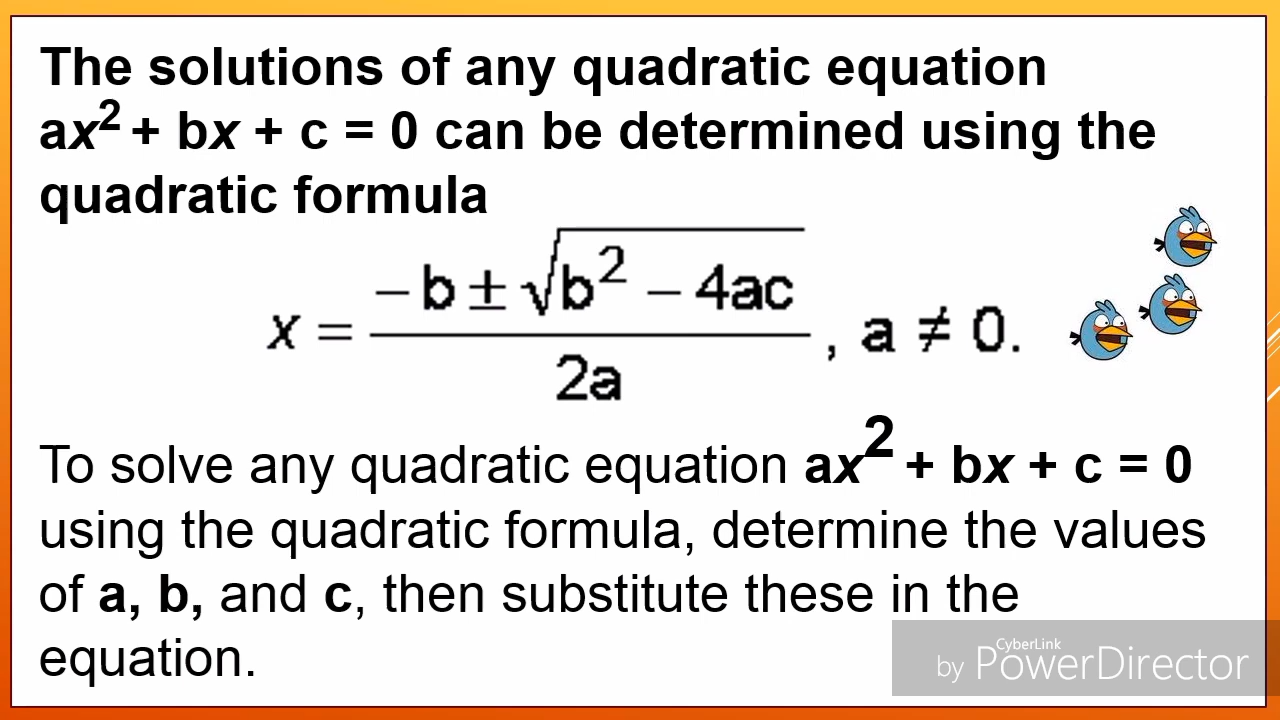 The solutions of any quadratic equation
ax² + bx + c = 0 can be determined using the
quadratic formula
x = (−b ± √(b² − 4ac)) / 2a , a ≠ 0.
To solve any quadratic equation ax² + bx + c = 0
using the quadratic formula, determine the values
of a, b, and c, then substitute these in the
equation.
CyberLink
by PowerDirector